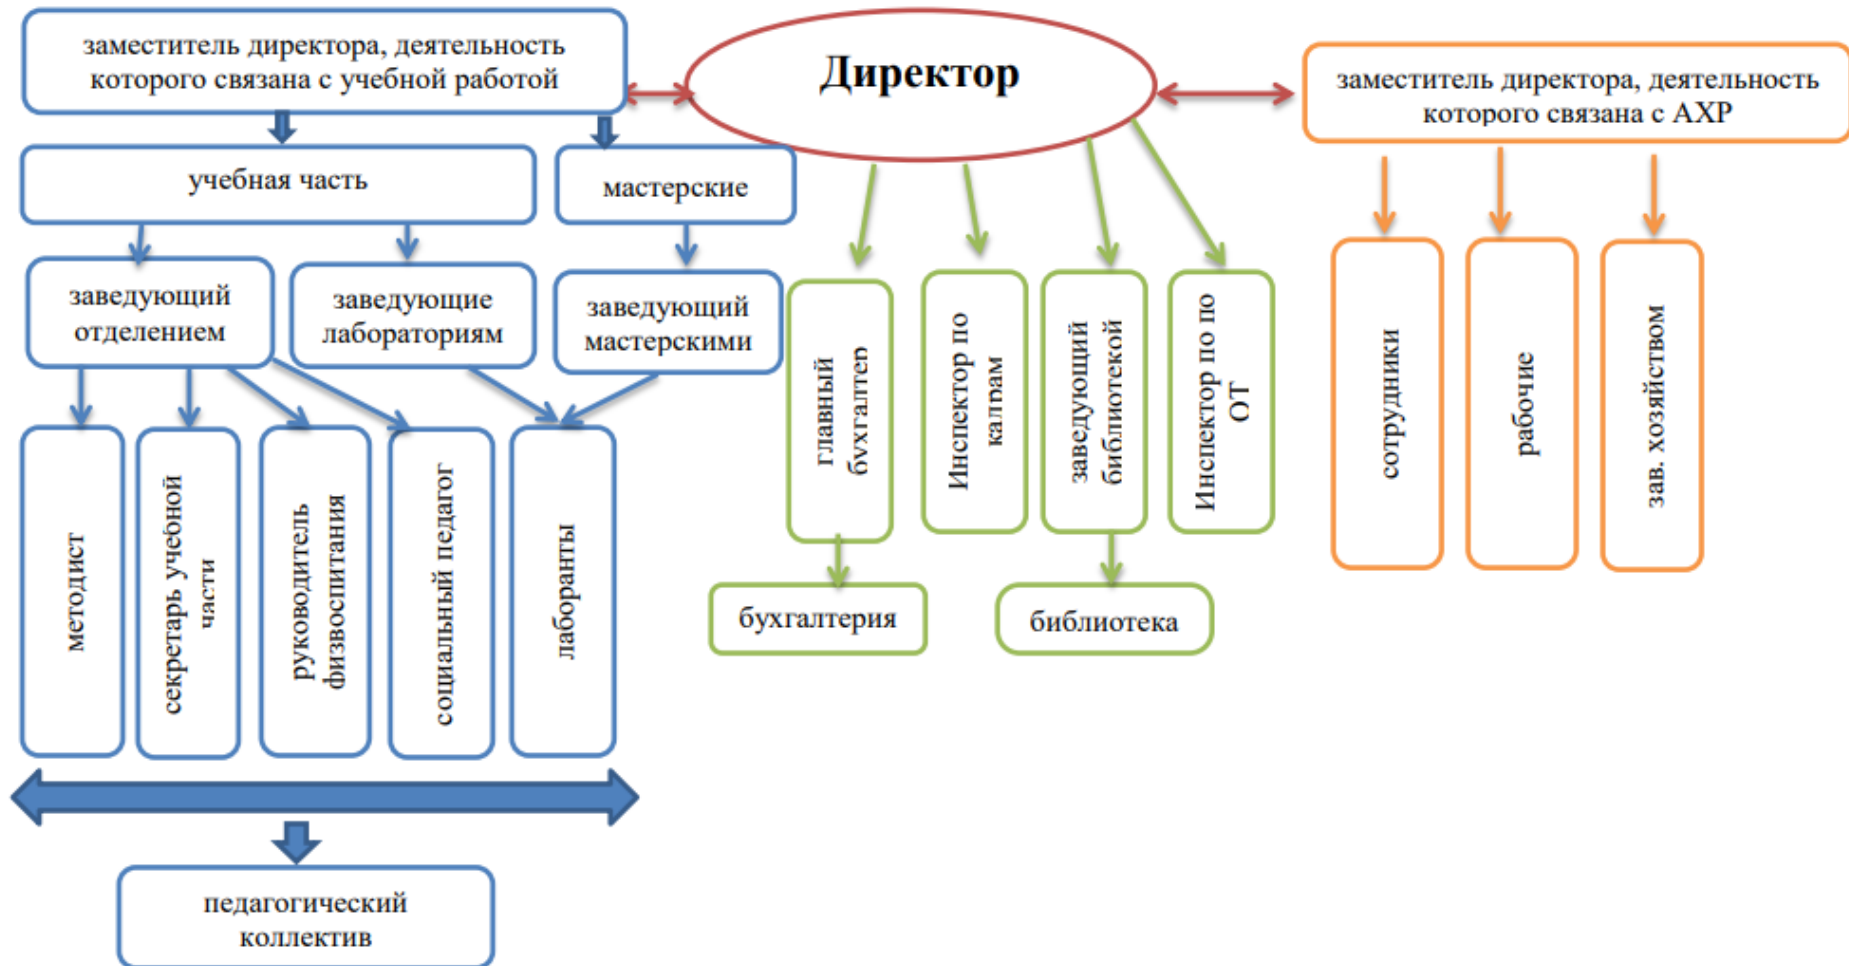 заместитель директора, деятельность
которого связана с учебной работой
Директор
заместитель директора, деятельность
которого связана с АХР
учебная часть
мастерские
заведующий
отделением
заведующие
лабораториям
заведующий
мастерскими
главный
бухгалтер
Инспектор по
кадрам
заведующий
библиотекой
Инспектор по по
ОТ
сотрудники
рабочие
зав. хозяйством
методист
секретарь учебной
части
руководитель
физвоспитания
социальный педагог
лаборанты
бухгалтерия
библиотека
педагогический
коллектив